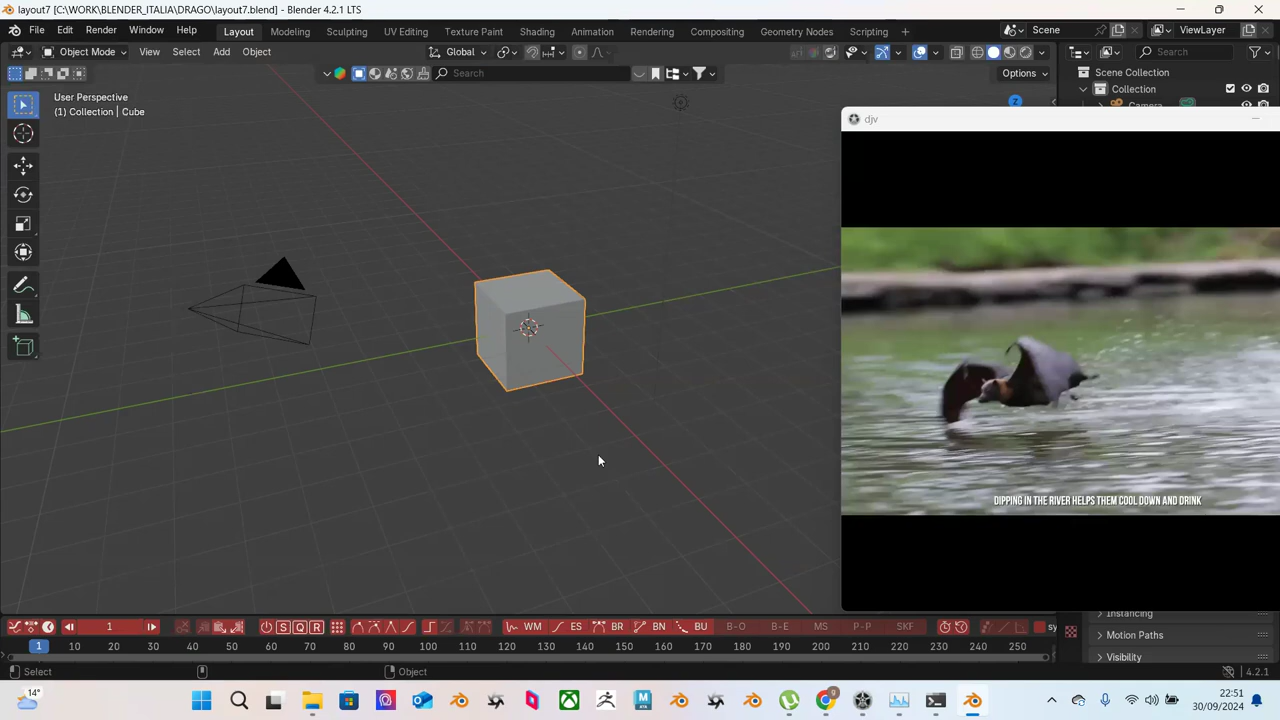 layout7 [C:\WORK\BLENDER_ITALIA\DRAGO\layout7.blend] - Blender 4.2.1 LTS
File Edit Render Window Help Layout Modeling Sculpting UV Editing Texture Paint Shading Animation Rendering Compositing Geometry Nodes Scripting + Scene ViewLayer
Object Mode View Select Add Object Global Search
Search Options Scene Collection
Collection
Camera
User Perspective
(1) Collection | Cube
Z
djv
DIPPING IN THE RIVER HELPS THEM COOL DOWN AND DRINK
Instancing
1 S Q R WM ES BR BN BU B-O B-E MS P-P SKF sy
Motion Paths
1 10 20 30 40 50 60 70 80 90 100 110 120 130 140 150 160 170 180 190 200 210 220 230 240 250
Visibility
Select Object 4.2.1
14°
MAYA
9
22:51
30/09/2024